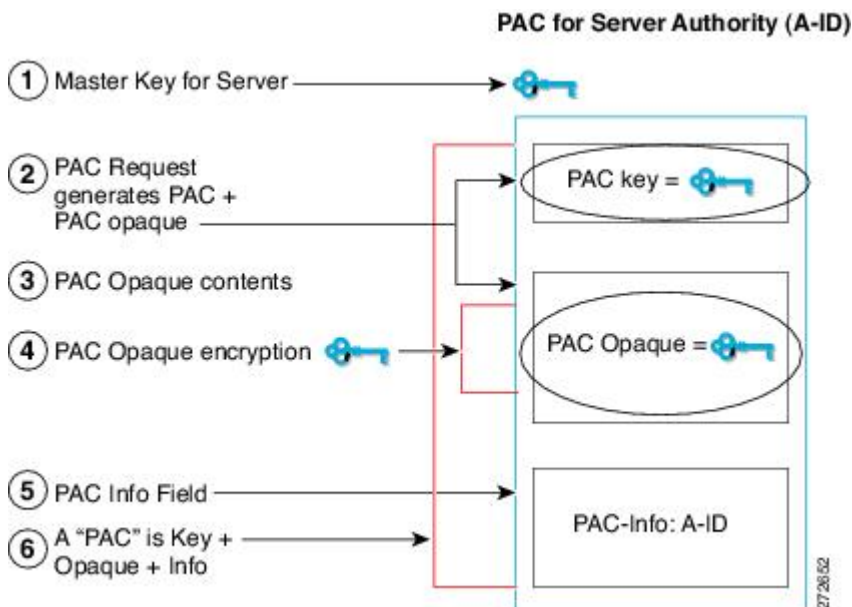 PAC for Server Authority (A-ID)
1 Master Key for Server
2 PAC Request
generates PAC +
PAC opaque
PAC key =
3 PAC Opaque contents
4 PAC Opaque encryption
PAC Opaque =
5 PAC Info Field
PAC-Info: A-ID
6 A “PAC” is Key +
Opaque + Info
272652